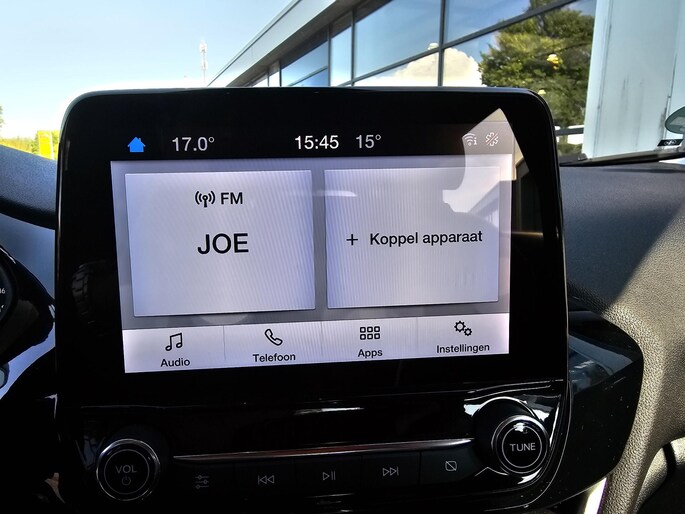 17.0°
15:45
15°
FM
JOE
+ Koppel apparaat
Audio
Telefoon
Apps
Instellingen
VOL
TUNE